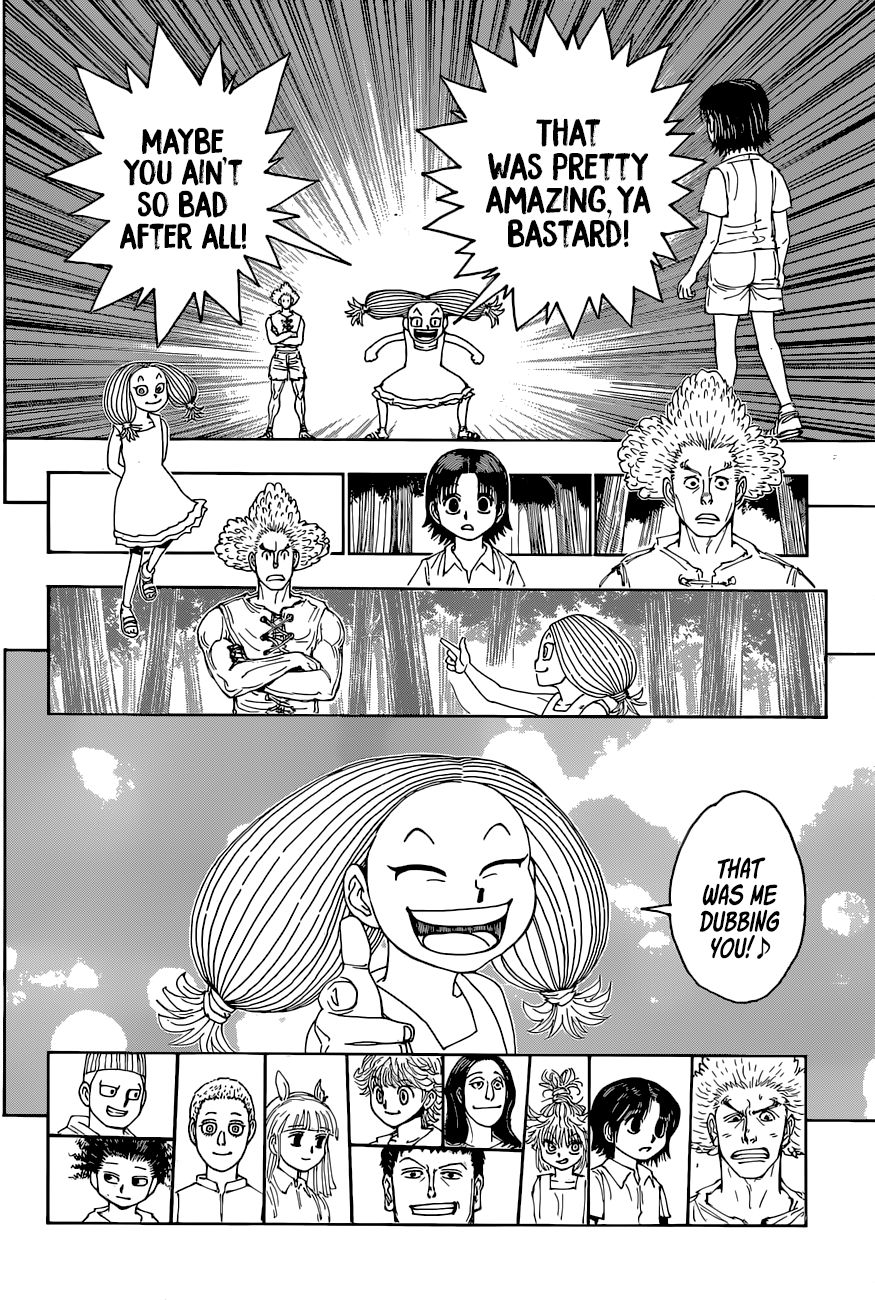 THAT
WAS PRETTY
AMAZING, YA
BASTARD!
MAYBE
YOU AIN'T
SO BAD
AFTER ALL!
THAT
WAS ME
DUBBING
YOU!♪